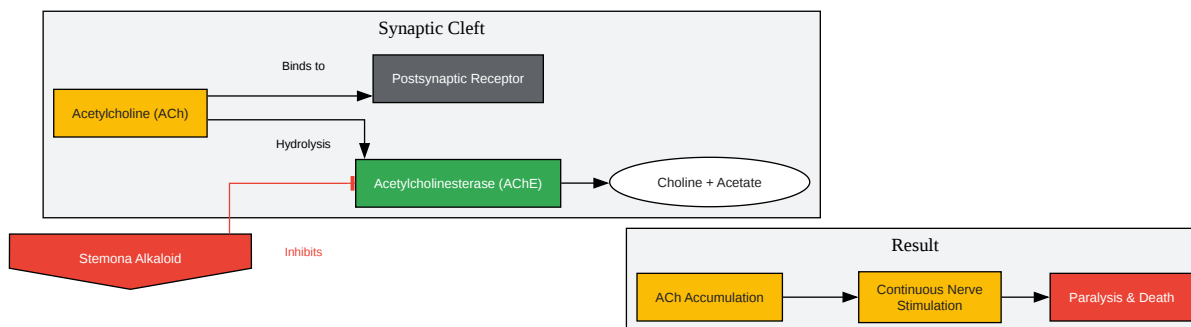 Synaptic Cleft
Binds to
Postsynaptic Receptor
Acetylcholine (ACh)
Hydrolysis
Acetylcholinesterase (AChE)
Choline + Acetate
Stemona Alkaloid
Inhibits
Result
ACh Accumulation
Continuous Nerve
Stimulation
Paralysis & Death